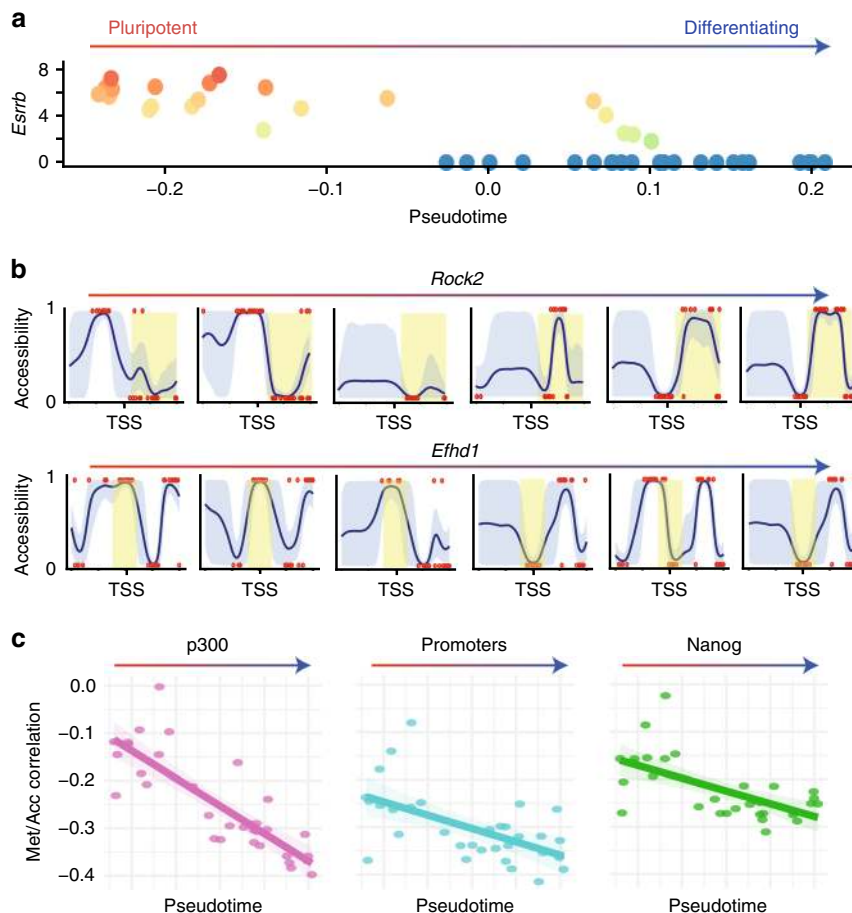 a
Pluripotent Differentiating
Esrrb
8
4
0
−0.2 −0.1 0.0 0.1 0.2
Pseudotime
b
Rock2
Accessibility
1
0
TSS TSS TSS TSS TSS TSS
Efhd1
Accessibility
1
0
TSS TSS TSS TSS TSS TSS
c
p300 Promoters Nanog
Met/Acc correlation
0.0
−0.1
−0.2
−0.3
−0.4
Pseudotime Pseudotime Pseudotime